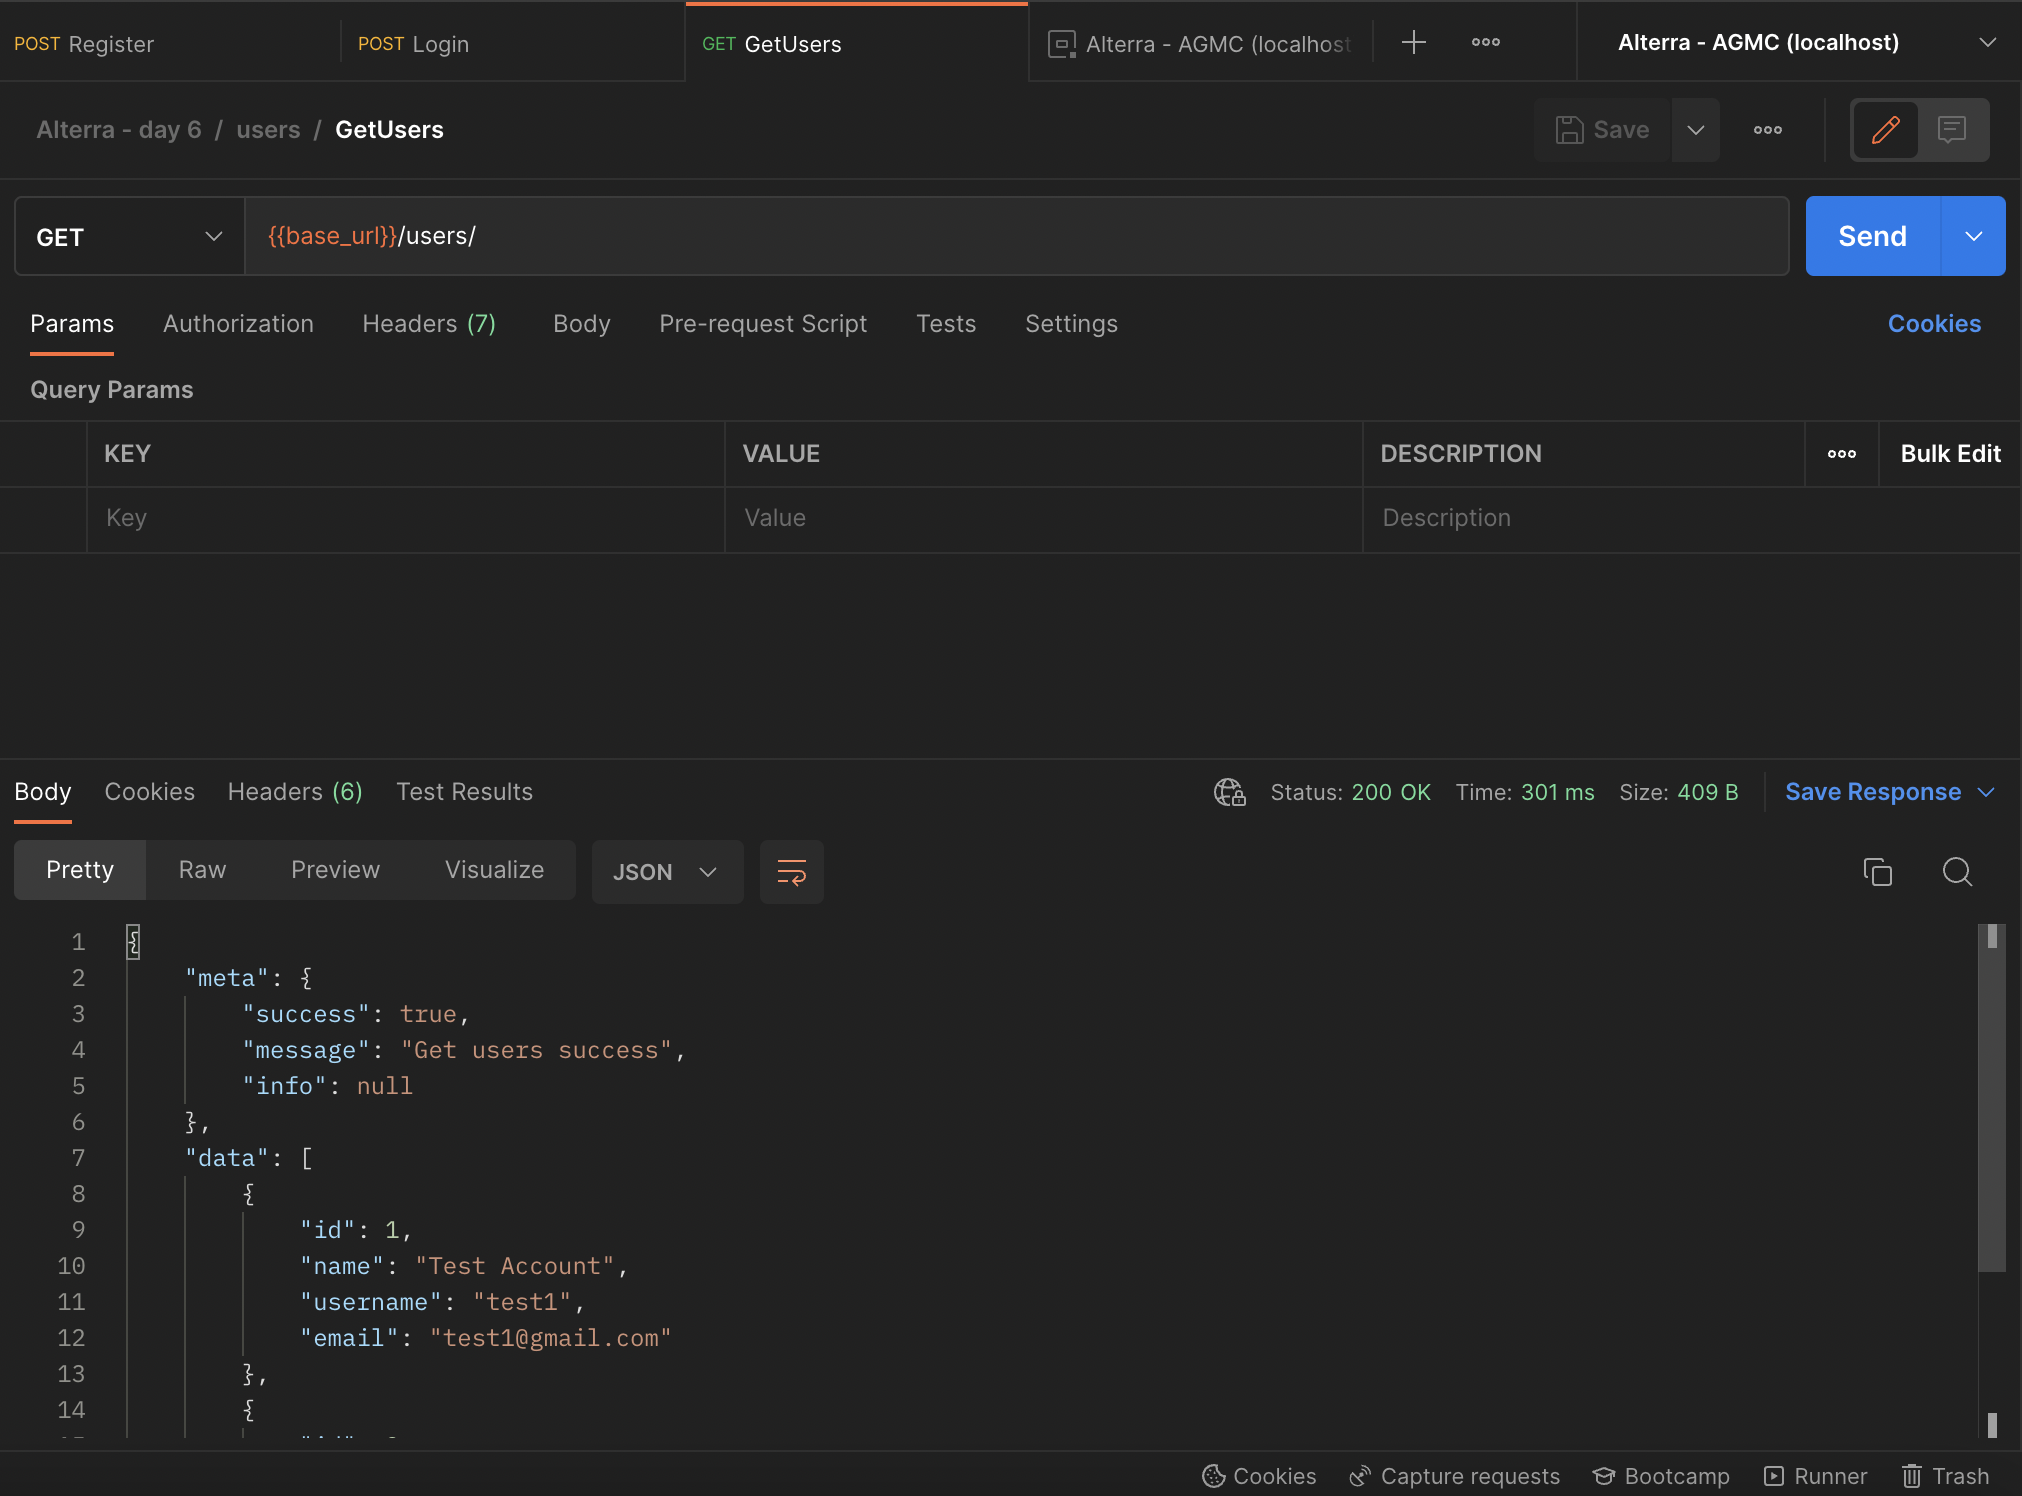 POST Register
POST Login
GET GetUsers
Alterra - AGMC (localhost
Alterra - AGMC (localhost)
Alterra - day 6 / users / GetUsers
Save
GET
{{base_url}}/users/
Send
Params
Authorization
Headers (7)
Body
Pre-request Script
Tests
Settings
Cookies
Query Params
KEY
VALUE
DESCRIPTION
Bulk Edit
Key
Value
Description
Body
Cookies
Headers (6)
Test Results
Status: 200 OK
Time: 301 ms
Size: 409 B
Save Response
Pretty
Raw
Preview
Visualize
JSON
1 {
2 "meta": {
3 "success": true,
4 "message": "Get users success",
5 "info": null
6 },
7 "data": [
8 {
9 "id": 1,
10 "name": "Test Account",
11 "username": "test1",
12 "email": "test1@gmail.com"
13 },
14 {
Cookies
Capture requests
Bootcamp
Runner
Trash